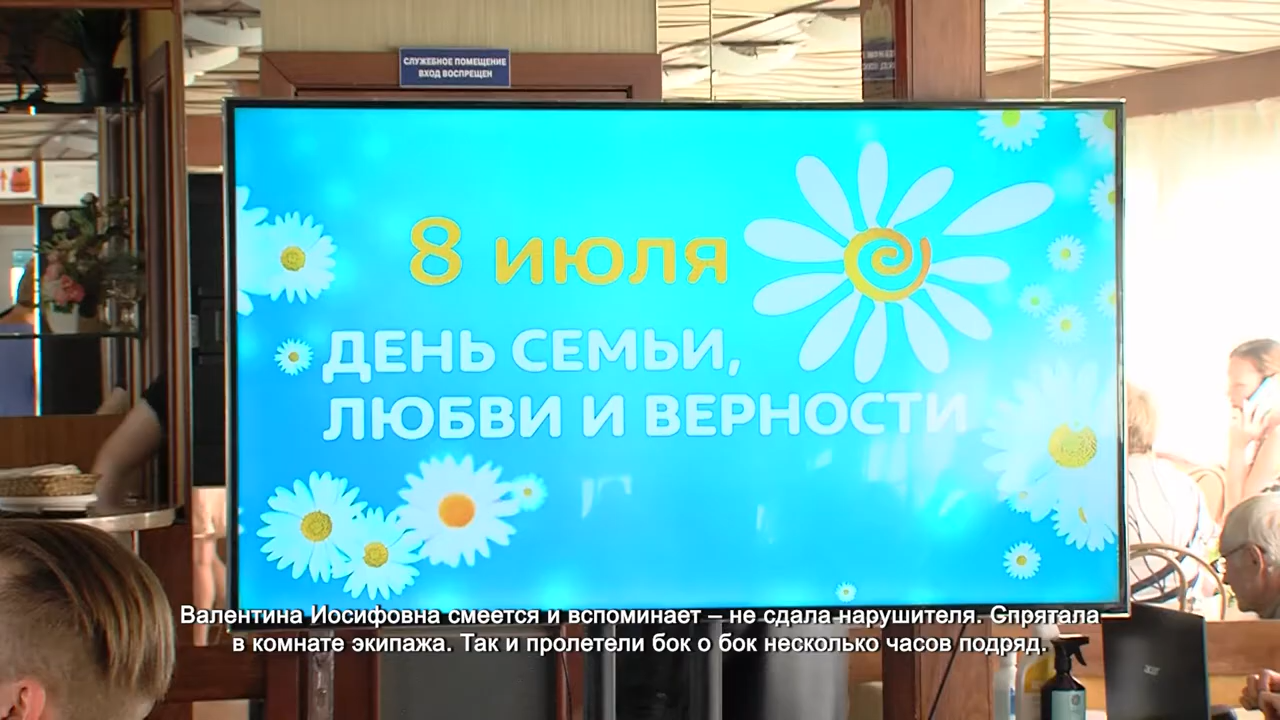 СЛУЖЕБНОЕ ПОМЕЩЕНИЕ
ВХОД ВОСПРЕЩЕН
8 ИЮЛЯ
ДЕНЬ СЕМЬИ,
ЛЮБВИ И ВЕРНОСТИ
Валентина Иосифовна смеется и вспоминает – не сдала нарушителя. Спрятала
в комнате экипажа. Так и пролетели бок о бок несколько часов подряд.
acer